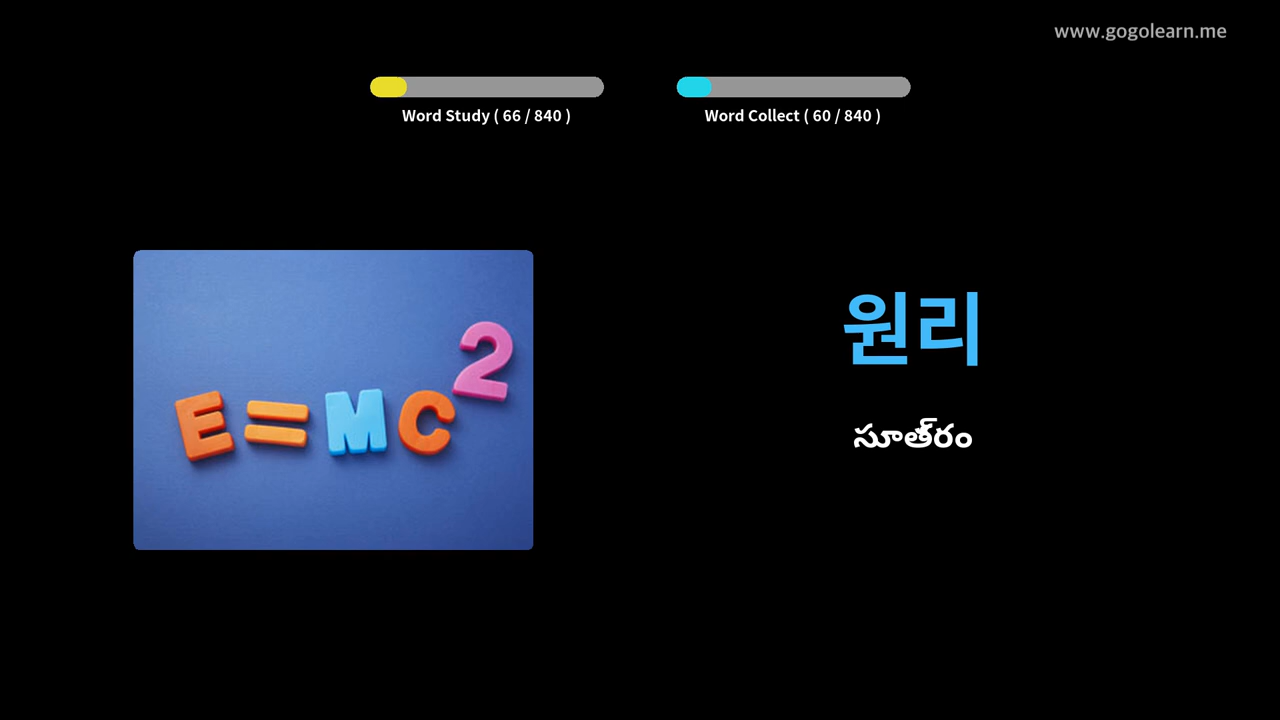 www.gogolearn.me
Word Study ( 66 / 840 )
Word Collect ( 60 / 840 )
E=MC2
원리
సూత్రం